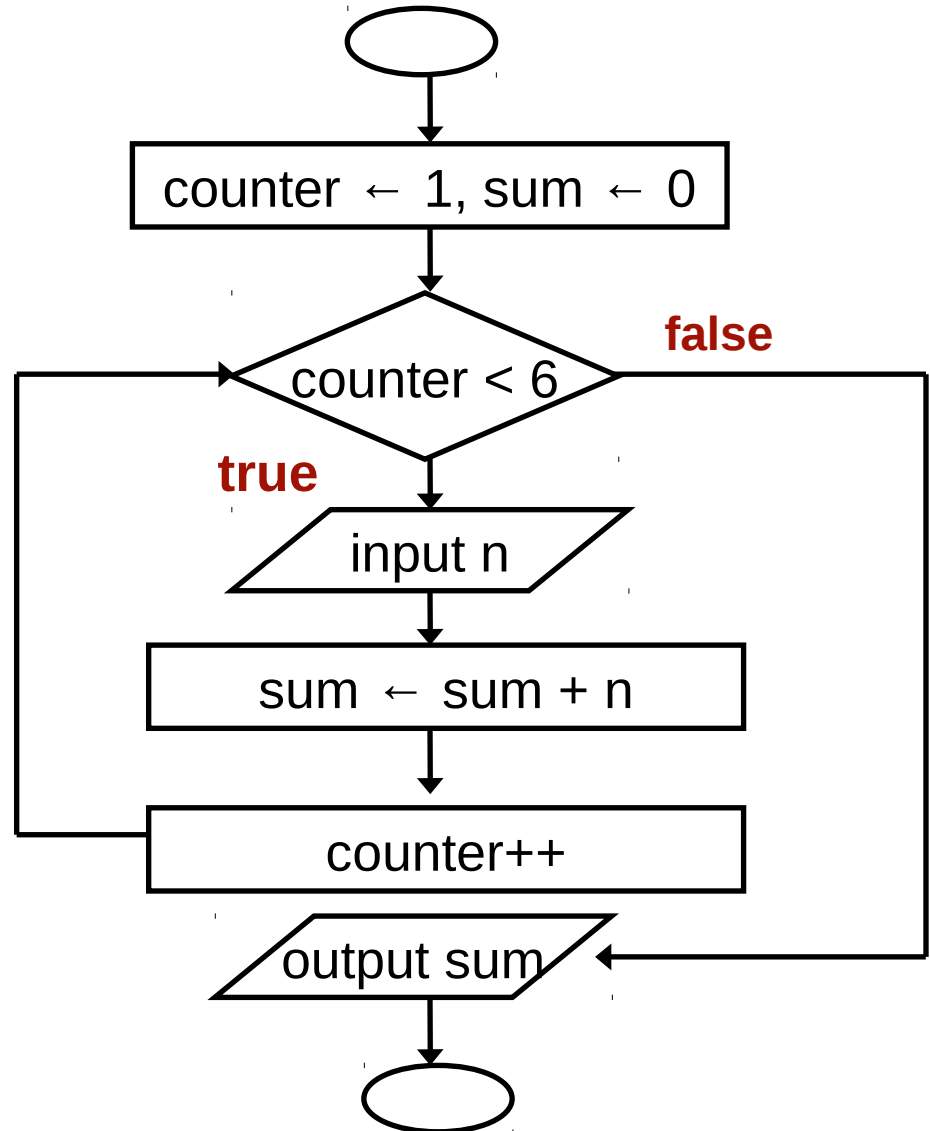 counter ← 1, sum ← 0
false
counter < 6
true
input n
sum ← sum + n
counter++
output sum